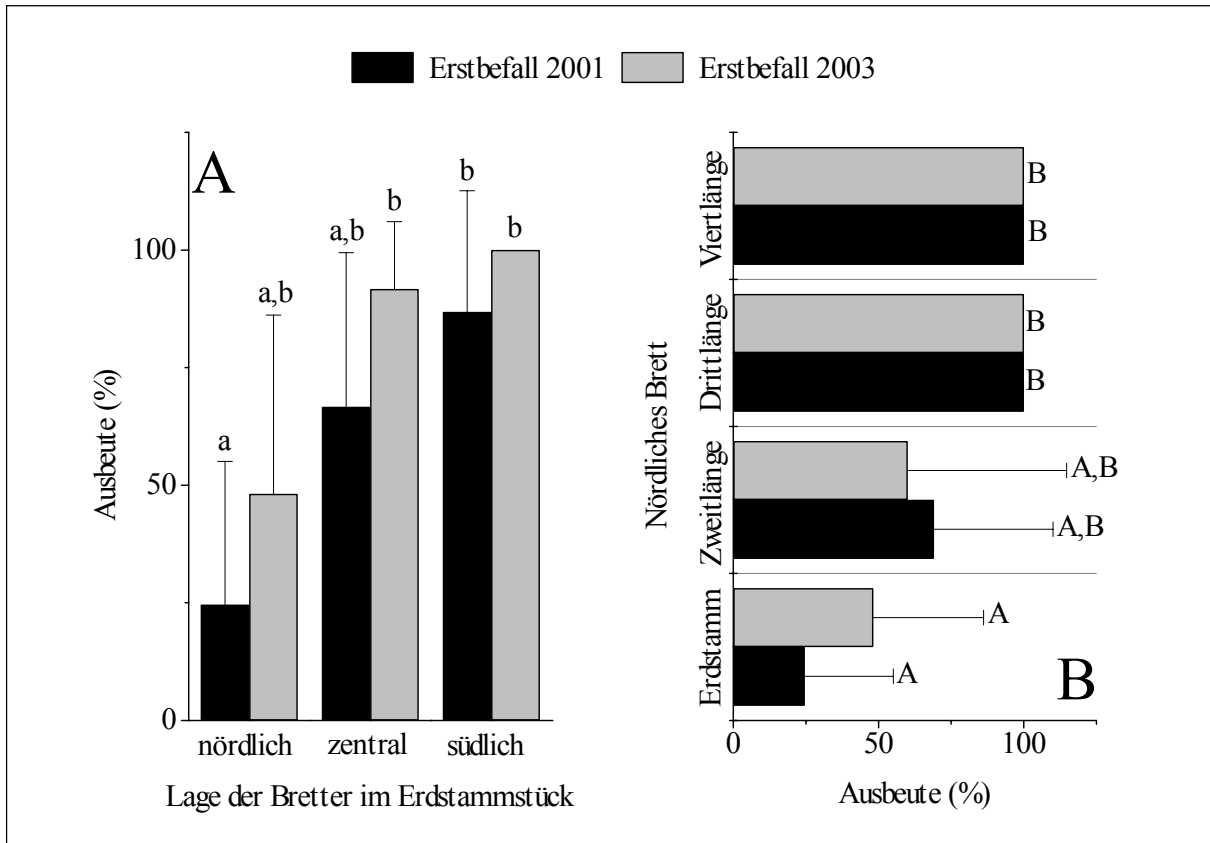 Erstbefall 2001 Erstbefall 2003
A
100
50
0
Ausbeute (%)
a
a,b
a,b
b
b
b
nördlich zentral südlich
Lage der Bretter im Erdstammstück
Nördliches Brett
Viertlänge
Drittlänge
Zweitlänge
Erdstamm
B
B
B
B
A,B
A,B
A
A
B
0 50 100
Ausbeute (%)